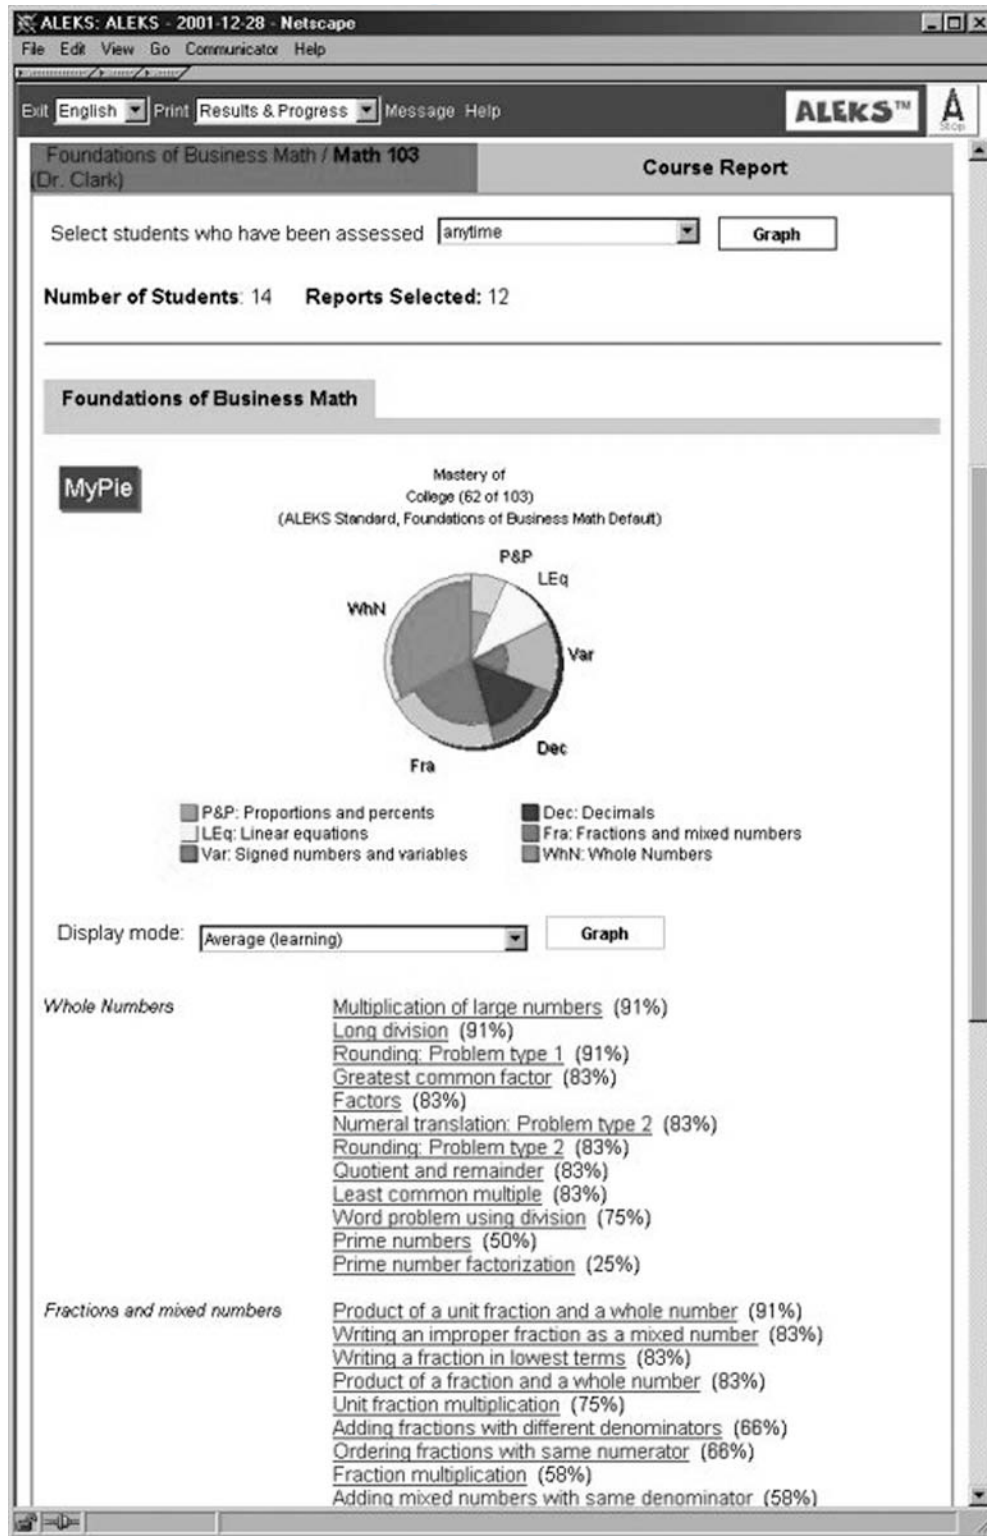 ALEKS: ALEKS - 2001-12-28 - Netscape
File Edit View Go Communicator Help
Exit English Print Results & Progress Message Help ALEKS™ A
Stop
Foundations of Business Math / Math 103
(Dr. Clark)
Course Report
Select students who have been assessed anytime Graph
Number of Students: 14 Reports Selected: 12
Foundations of Business Math
MyPie
Mastery of
College (62 of 103)
(ALEKS Standard, Foundations of Business Math Default)
P&P
LEq
WhN
Var
Dec
Fra
P&P: Proportions and percents Dec: Decimals
LEq: Linear equations Fra: Fractions and mixed numbers
Var: Signed numbers and variables WhN: Whole Numbers
Display mode: Average (learning) Graph
Whole Numbers Multiplication of large numbers (91%)
Long division (91%)
Rounding: Problem type 1 (91%)
Greatest common factor (83%)
Factors (83%)
Numeral translation: Problem type 2 (83%)
Rounding: Problem type 2 (83%)
Quotient and remainder (83%)
Least common multiple (83%)
Word problem using division (75%)
Prime numbers (50%)
Prime number factorization (25%)
Fractions and mixed numbers Product of a unit fraction and a whole number (91%)
Writing an improper fraction as a mixed number (83%)
Writing a fraction in lowest terms (83%)
Product of a fraction and a whole number (83%)
Unit fraction multiplication (75%)
Adding fractions with different denominators (66%)
Ordering fractions with same numerator (66%)
Fraction multiplication (58%)
Adding mixed numbers with same denominator (58%)